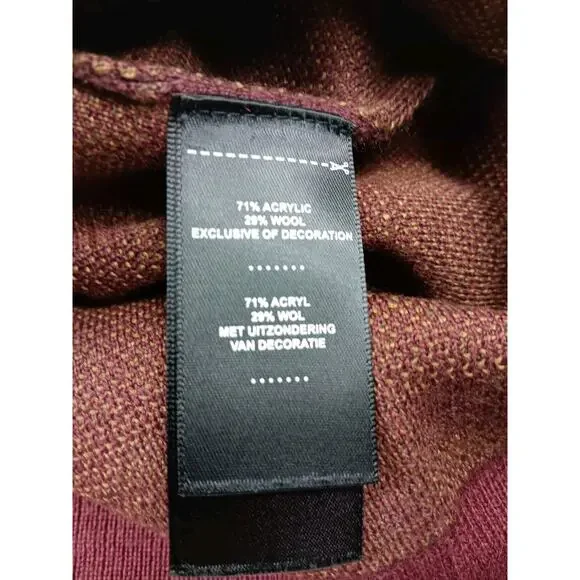 71% ACRYLIC
29% WOOL
EXCLUSIVE OF DECORATION
71% ACRYL
29% WOL
MET UITZONDERING
VAN DECORATIE